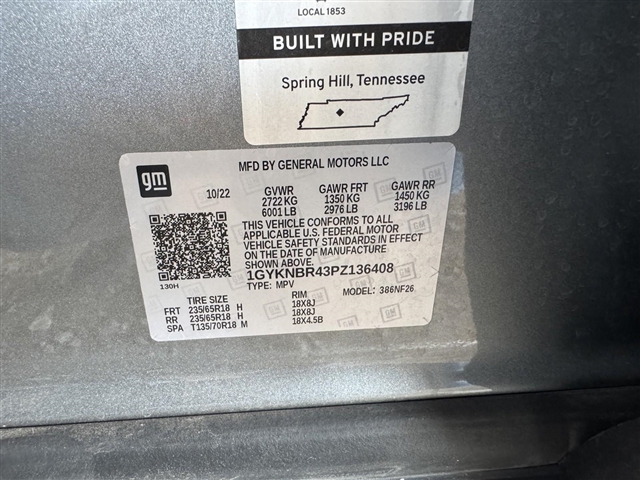 LOCAL 1853
BUILT WITH PRIDE
Spring Hill, Tennessee
gm
MFD BY GENERAL MOTORS LLC
10/22 GVWR GAWR FRT GAWR RR
2722 KG 1350 KG 1450 KG
6001 LB 2976 LB 3196 LB
THIS VEHICLE CONFORMS TO ALL
APPLICABLE U.S. FEDERAL MOTOR
VEHICLE SAFETY STANDARDS IN EFFECT
ON THE DATE OF MANUFACTURE
SHOWN ABOVE.
1GYKNBR43PZ136408
130H TYPE: MPV MODEL: 386NF26
TIRE SIZE RIM
FRT 235/65R18 H 18X8J
RR 235/65R18 H 18X8J
SPA T135/70R18 M 18X4.5B